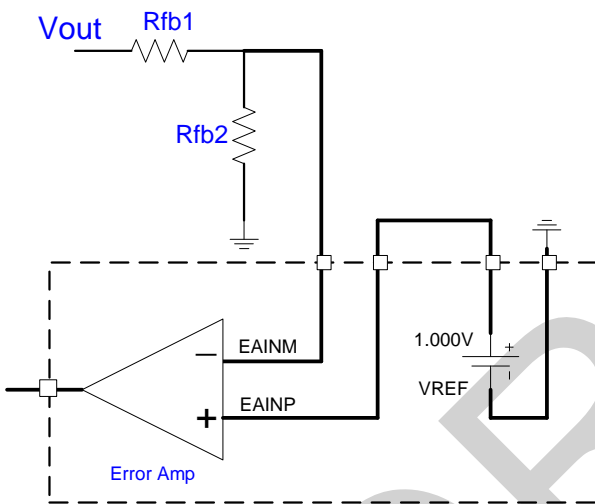 Vout
Rfb1
Rfb2
1.000V
+
-
VREF
−
EAINM
+
EAINP
Error Amp